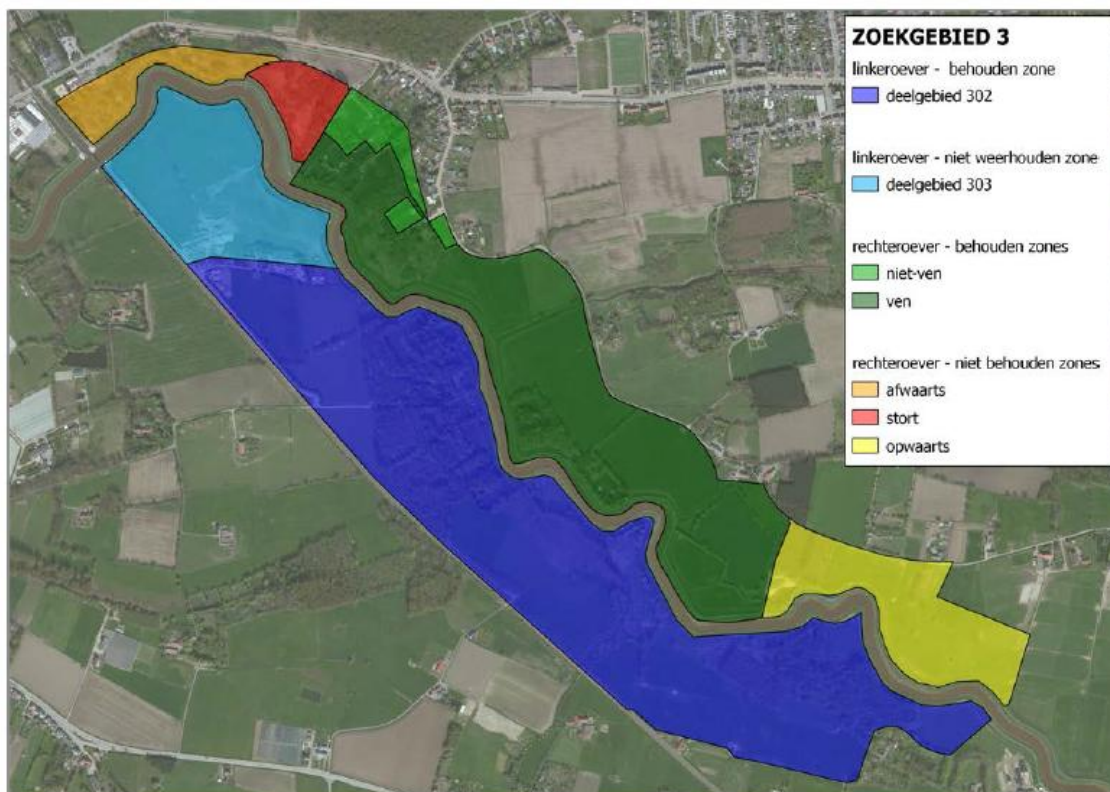 ZOEKGEBIED 3
linkeroever - behouden zone
deelgebied 302
linkeroever - niet weerhouden zone
deelgebied 303
rechteroever - behouden zones
niet-ven
ven
rechteroever - niet behouden zones
afwaarts
stort
opwaarts